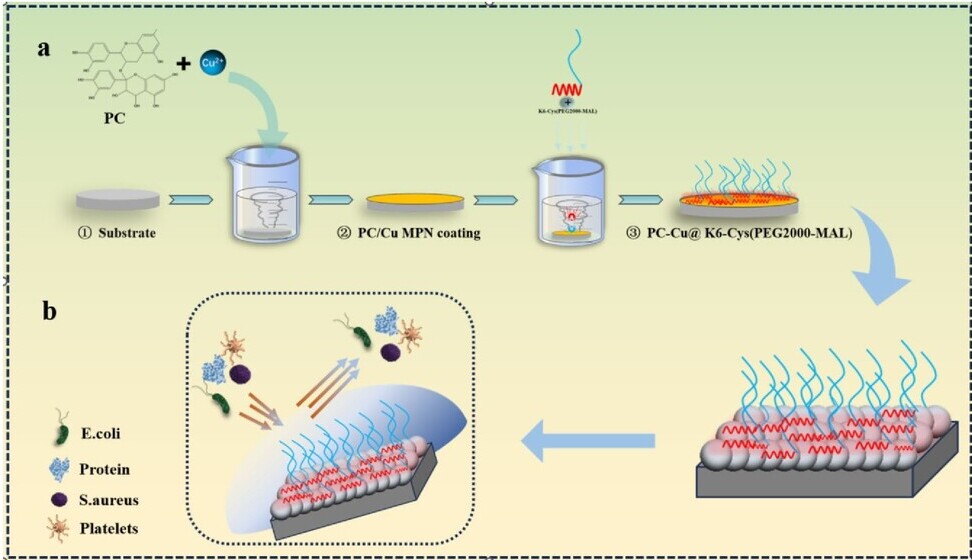 a
Cu²⁺
K6-Cys(PEG2000-MAL)
PC
① Substrate
② PC/Cu MPN coating
③ PC-Cu@ K6-Cys(PEG2000-MAL)
b
E.coli
Protein
S.aureus
Platelets